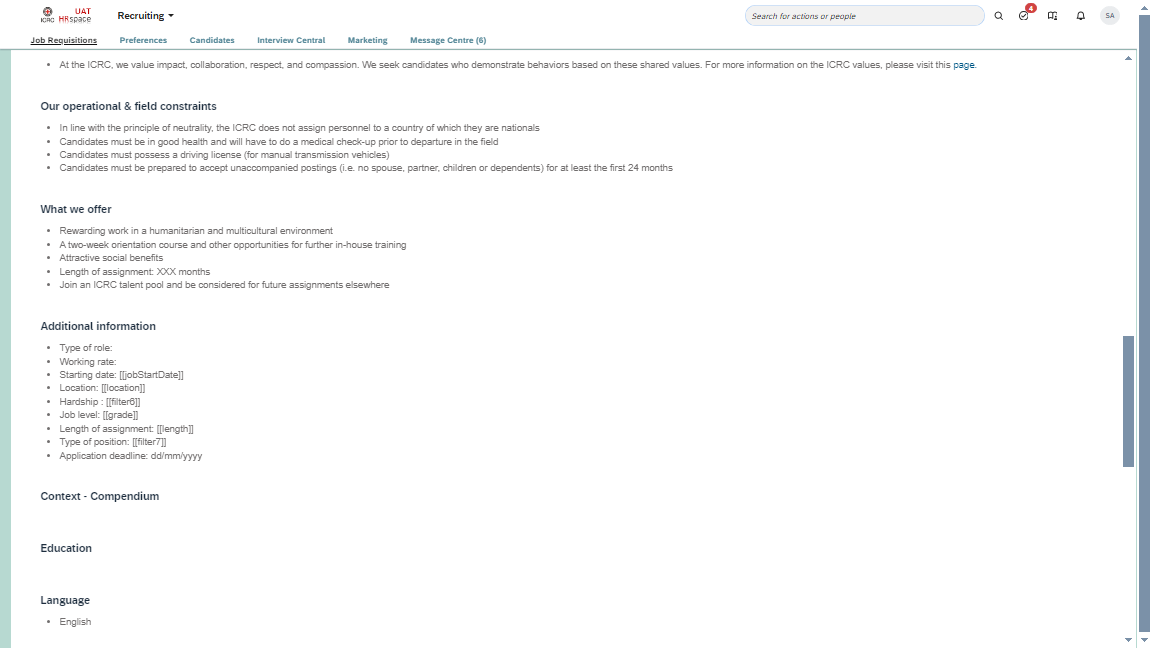 UAT
ICRC HRspace
Recruiting
Search for actions or people
4
SA
Job Requisitions
Preferences
Candidates
Interview Central
Marketing
Message Centre (6)
• At the ICRC, we value impact, collaboration, respect, and compassion. We seek candidates who demonstrate behaviors based on these shared values. For more information on the ICRC values, please visit this page.
Our operational & field constraints
• In line with the principle of neutrality, the ICRC does not assign personnel to a country of which they are nationals
• Candidates must be in good health and will have to do a medical check-up prior to departure in the field
• Candidates must possess a driving license (for manual transmission vehicles)
• Candidates must be prepared to accept unaccompanied postings (i.e. no spouse, partner, children or dependents) for at least the first 24 months
What we offer
• Rewarding work in a humanitarian and multicultural environment
• A two-week orientation course and other opportunities for further in-house training
• Attractive social benefits
• Length of assignment: XXX months
• Join an ICRC talent pool and be considered for future assignments elsewhere
Additional information
• Type of role:
• Working rate:
• Starting date: [[jobStartDate]]
• Location: [[location]]
• Hardship : [[filter6]]
• Job level: [[grade]]
• Length of assignment: [[length]]
• Type of position: [[filter7]]
• Application deadline: dd/mm/yyyy
Context - Compendium
Education
Language
• English